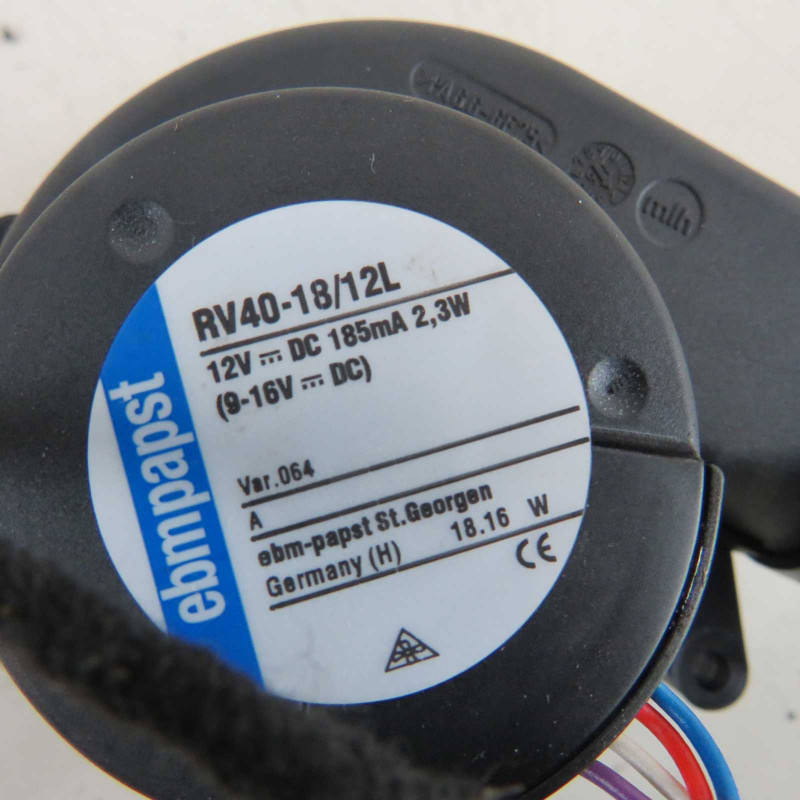 RV40-18/12L
12V ⎓ DC 185mA 2,3W
(9-16V ⎓ DC)
ebmpapst
Var.064
A
ebm-papst St.Georgen
Germany (H) 18.16 W
CE